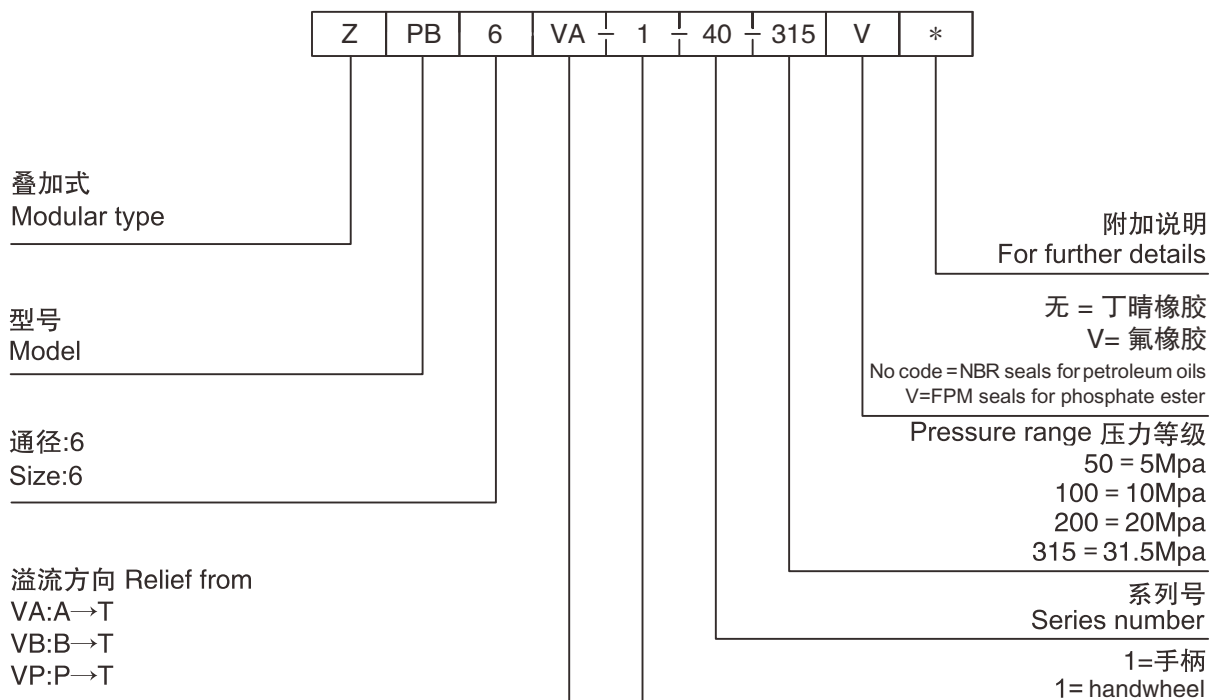 Z PB 6 VA - 1 - 40 - 315 V *
叠加式
Modular type
型号
Model
通径:6
Size:6
溢流方向 Relief from
VA:A→T
VB:B→T
VP:P→T
附加说明
For further details
无 = 丁晴橡胶
V= 氟橡胶
No code =NBR seals for petroleum oils
V=FPM seals for phosphate ester
Pressure range 压力等级
50 = 5Mpa
100 = 10Mpa
200 = 20Mpa
315 = 31.5Mpa
系列号
Series number
1=手柄
1= handwheel